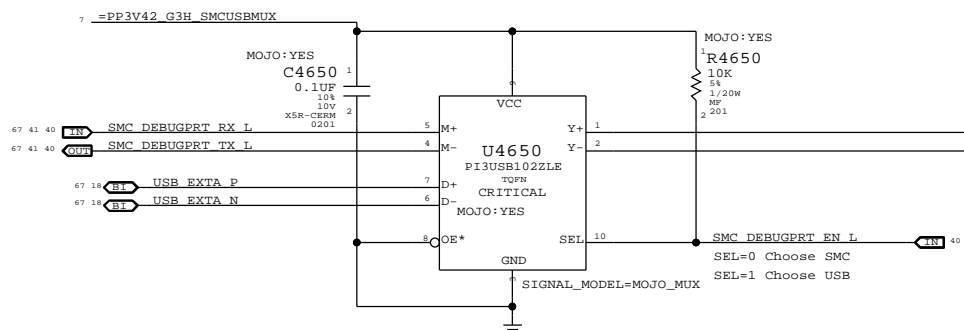 7 =PP3V42_G3H_SMCUSBMUX
MOJO:YES
C4650 1
0.1UF
10%
10V 2
X5R-CERM
0201
MOJO:YES
1 R4650
10K
5%
1/20W
MF
2 201
9
VCC
67 41 40 IN SMC_DEBUGPRT_RX_L 5 M+ Y+ 1
67 41 40 OUT SMC_DEBUGPRT_TX_L 4 M- Y- 2
U4650
PI3USB102ZLE
TQFN
CRITICAL
67 18 BI USB_EXTA_P 7 D+
67 18 BI USB_EXTA_N 6 D-
MOJO:YES
8 OE* SEL 10 SMC_DEBUGPRT_EN_L IN 40
SEL=0 Choose SMC
GND
SEL=1 Choose USB
3
SIGNAL_MODEL=MOJO_MUX